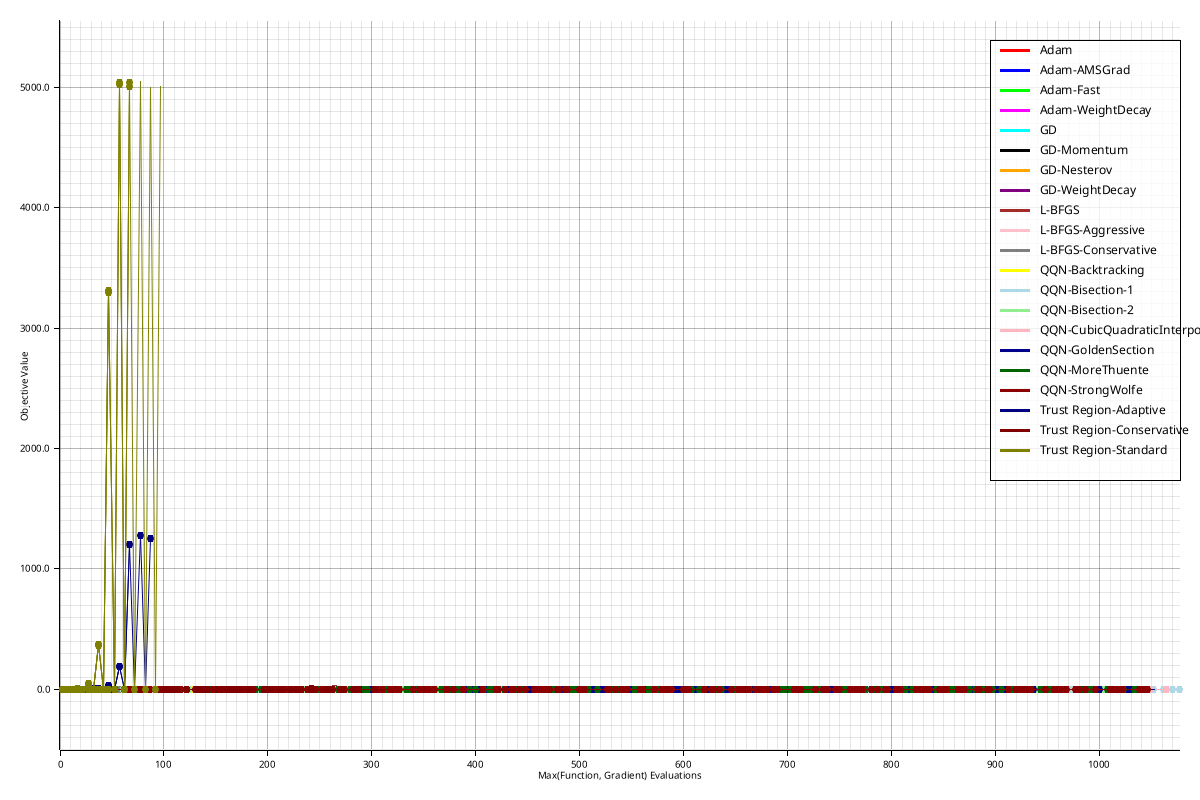 5000.0
4000.0
3000.0
2000.0
1000.0
0.0
Objective Value
0 100 200 300 400 500 600 700 800 900 1000
Max(Function, Gradient) Evaluations
Adam
Adam-AMSGrad
Adam-Fast
Adam-WeightDecay
GD
GD-Momentum
GD-Nesterov
GD-WeightDecay
L-BFGS
L-BFGS-Aggressive
L-BFGS-Conservative
QQN-Backtracking
QQN-Bisection-1
QQN-Bisection-2
QQN-CubicQuadraticInterpo
QQN-GoldenSection
QQN-MoreThuente
QQN-StrongWolfe
Trust Region-Adaptive
Trust Region-Conservative
Trust Region-Standard